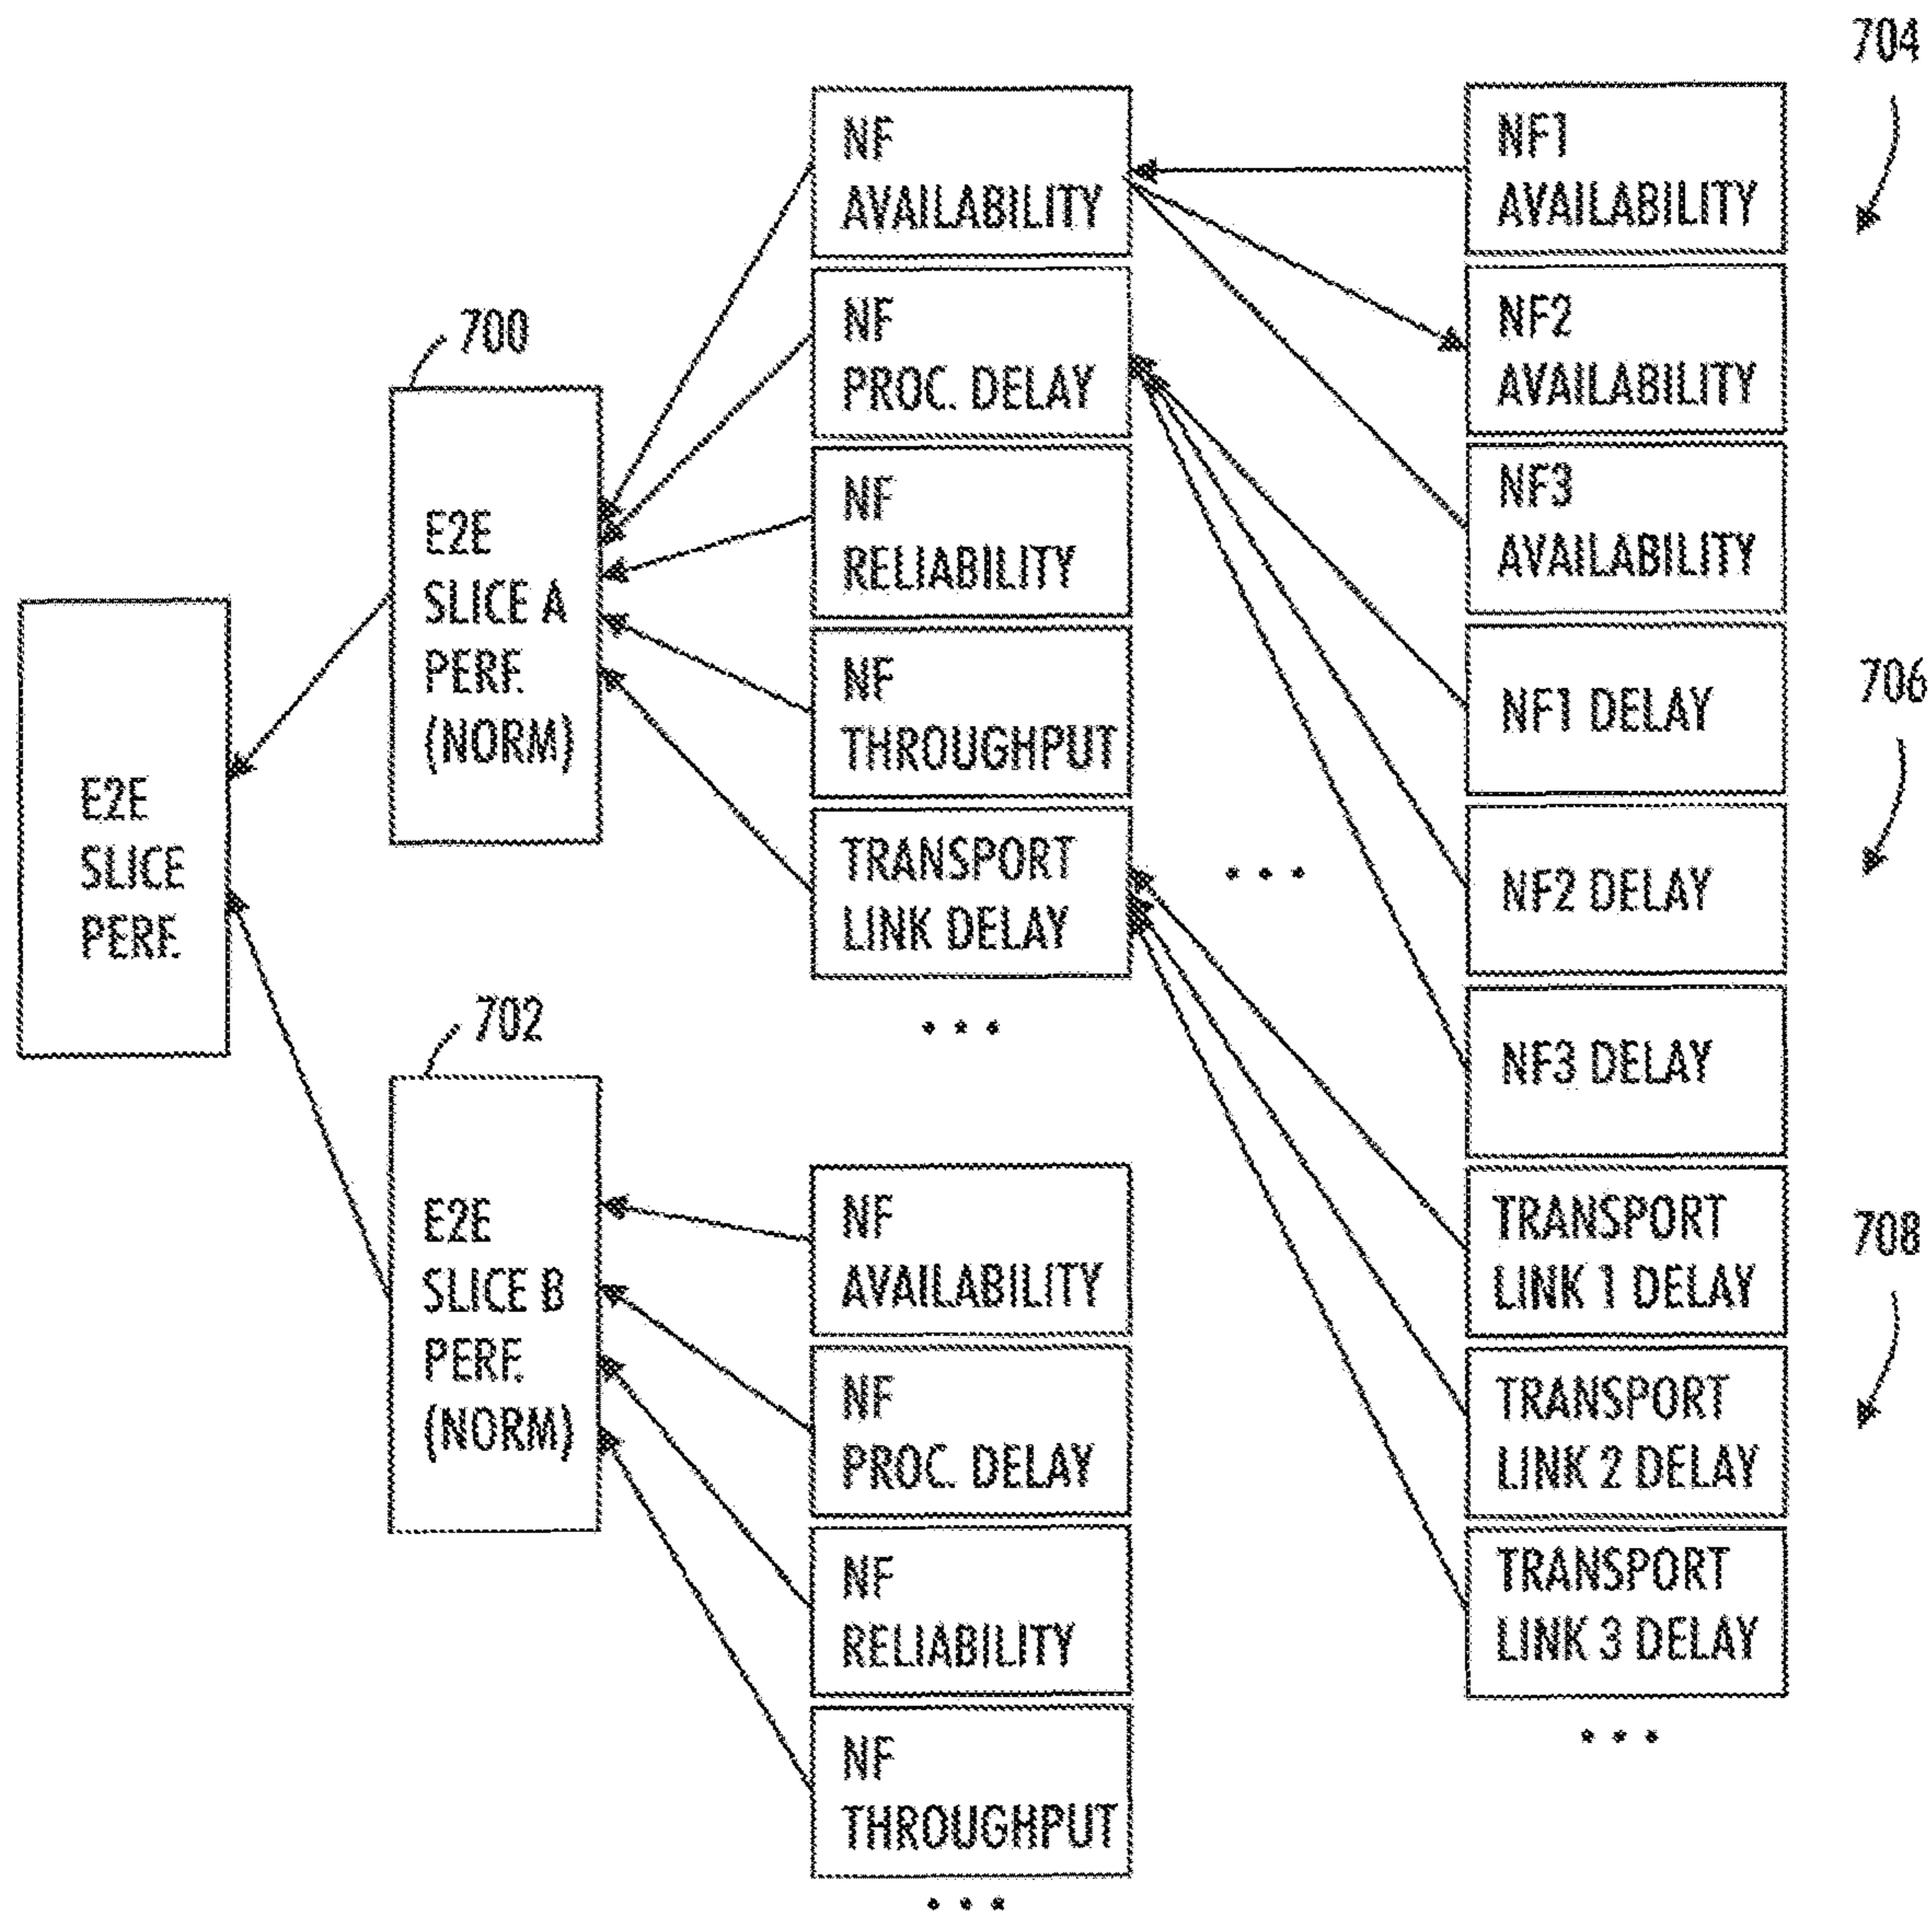 E2E
SLICE
PERF.
700
E2E
SLICE A
PERF.
(NORM)
702
E2E
SLICE B
PERF.
(NORM)
NF
AVAILABILITY
NF
PROC. DELAY
NF
RELIABILITY
NF
THROUGHPUT
TRANSPORT
LINK DELAY
...
NF
AVAILABILITY
NF
PROC. DELAY
NF
RELIABILITY
NF
THROUGHPUT
...
...
NF1
AVAILABILITY
NF2
AVAILABILITY
NF3
AVAILABILITY
NF1 DELAY
NF2 DELAY
NF3 DELAY
TRANSPORT
LINK 1 DELAY
TRANSPORT
LINK 2 DELAY
TRANSPORT
LINK 3 DELAY
...
704
706
708